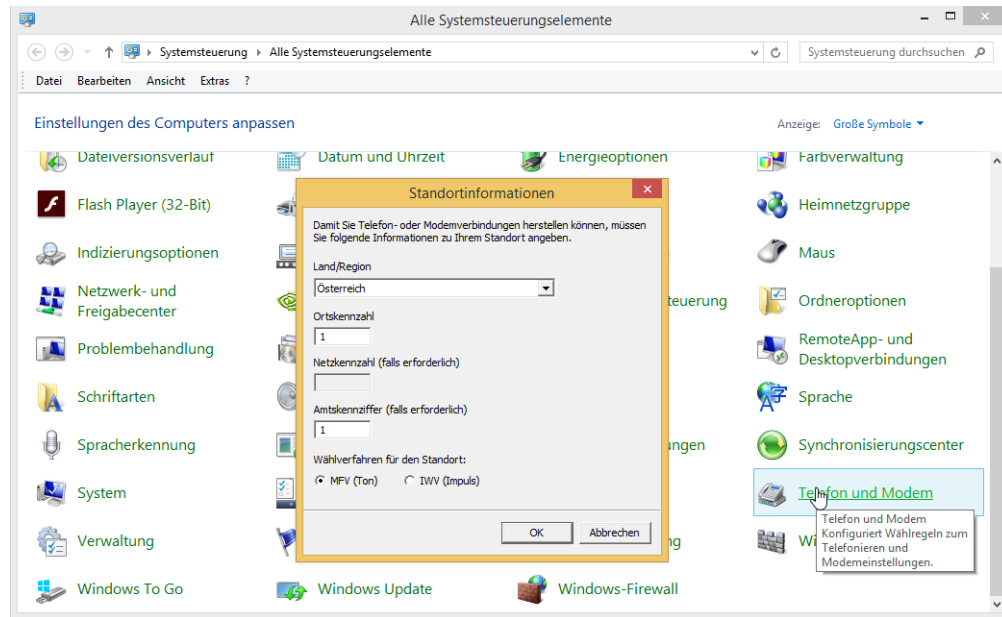 Alle Systemsteuerungselemente
Systemsteuerung Alle Systemsteuerungselemente
Systemsteuerung durchsuchen
Datei Bearbeiten Ansicht Extras ?
Einstellungen des Computers anpassen
Anzeige: Große Symbole
Dateiversionsverlauf
Datum und Uhrzeit
Energieoptionen
Farbverwaltung
Flash Player (32-Bit)
Heimnetzgruppe
Indizierungsoptionen
Maus
Netzwerk- und
Freigabecenter
Ordneroptionen
Problembehandlung
RemoteApp- und
Desktopverbindungen
Schriftarten
Sprache
Spracherkennung
Synchronisierungscenter
System
Telefon und Modem
Verwaltung
Windows To Go
Windows Update
Windows-Firewall
Standortinformationen
Damit Sie Telefon- oder Modemverbindungen herstellen können, müssen
Sie folgende Informationen zu Ihrem Standort angeben.
Land/Region
Österreich
Ortskennzahl
1
Netzkennzahl (falls erforderlich)
Amtskennziffer (falls erforderlich)
1
Wählverfahren für den Standort:
MFV (Ton) IWV (Impuls)
OK Abbrechen
Telefon und Modem
Konfiguriert Wählregeln zum
Telefonieren und
Modemeinstellungen.